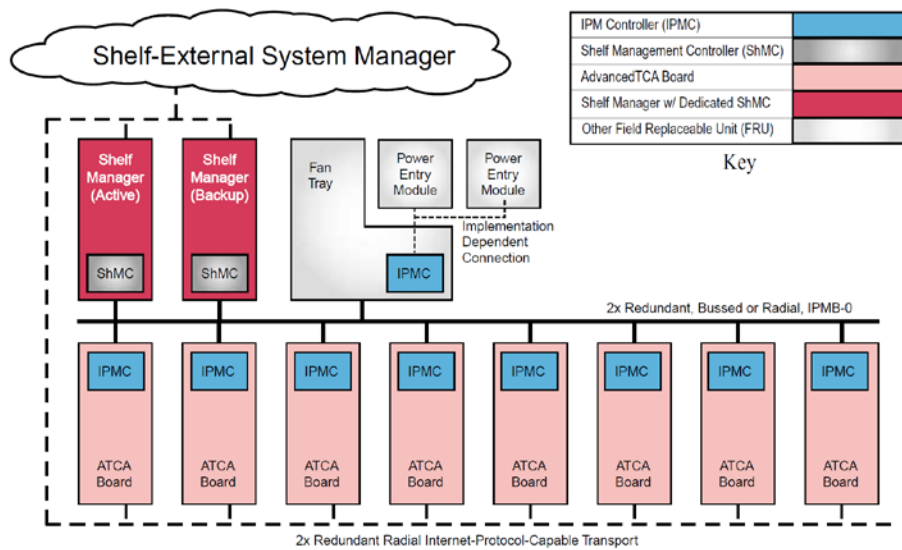 Shelf-External System Manager
IPM Controller (IPMC)
Shelf Management Controller (ShMC)
AdvancedTCA Board
Shelf Manager w/ Dedicated ShMC
Other Field Replaceable Unit (FRU)
Key
Shelf
Manager
(Active)
ShMC
Shelf
Manager
(Backup)
ShMC
Fan
Tray
Power
Entry
Module
Power
Entry
Module
Implementation
Dependent
Connection
IPMC
2x Redundant, Bussed or Radial, IPMB-0
IPMC
ATCA
Board
IPMC
ATCA
Board
IPMC
ATCA
Board
IPMC
ATCA
Board
IPMC
ATCA
Board
IPMC
ATCA
Board
IPMC
ATCA
Board
IPMC
ATCA
Board
2x Redundant Radial Internet-Protocol-Capable Transport